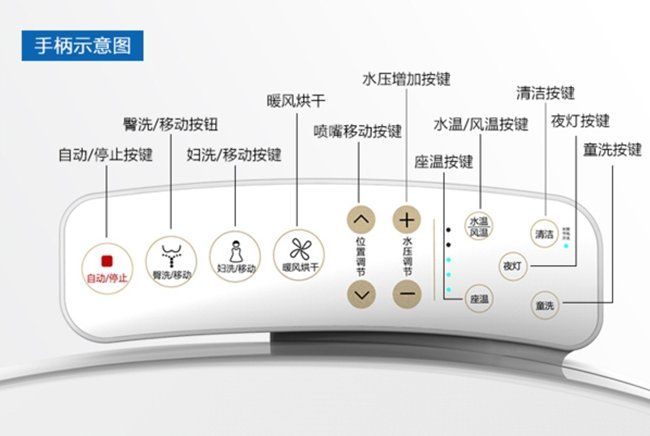 手柄示意图
水压增加按键
暖风烘干
清洁按键
臀洗/移动按钮
喷嘴移动按键
水温/风温按键
夜灯按键
自动/停止按键
妇洗/移动按键
座温按键
童洗按键
自动/停止
臀洗/移动
妇洗/移动
暖风烘干
位置调节
水压调节
水温
风温
清洁
夜灯
座温
童洗